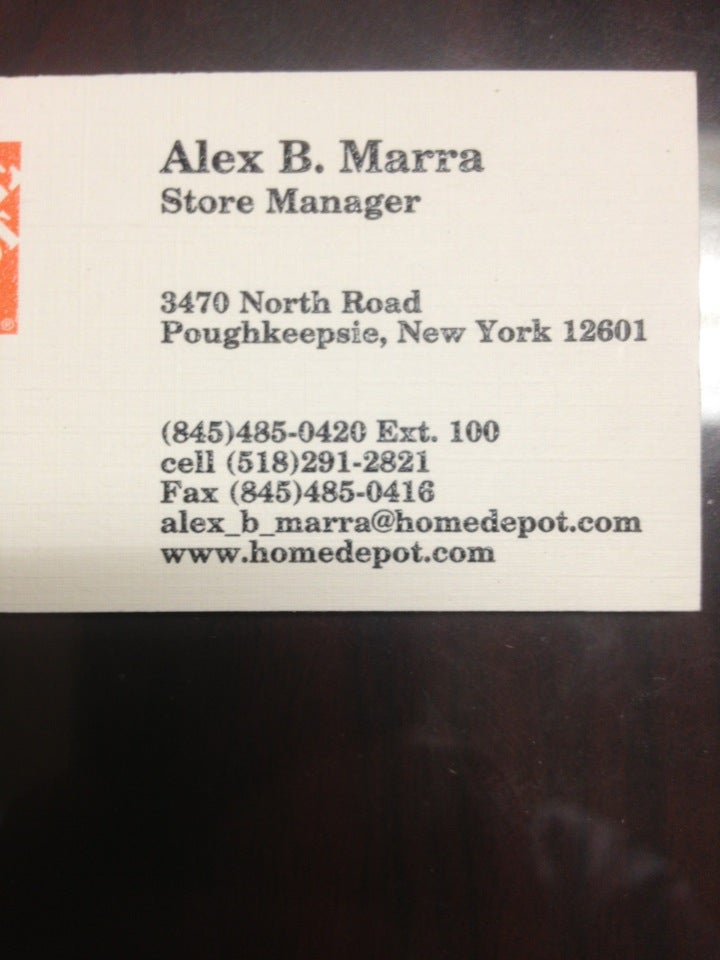 Alex B. Marra
Store Manager
3470 North Road
Poughkeepsie, New York 12601
(845)485-0420 Ext. 100
cell (518)291-2821
Fax (845)485-0416
alex_b_marra@homedepot.com
www.homedepot.com